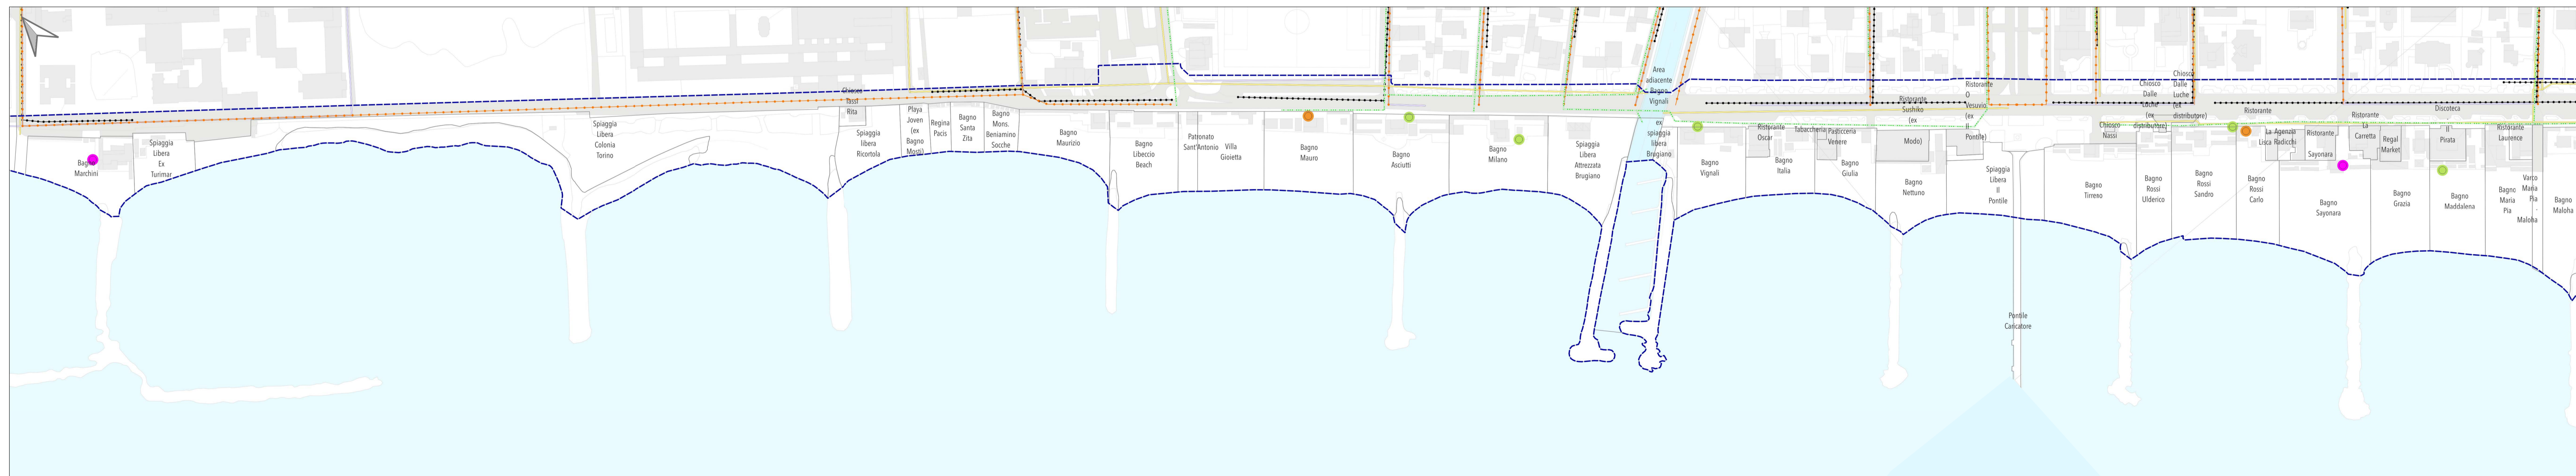 Bagno
Marchini
Spiaggia
Libera
Ex
Turimar
Spiaggia
Libera
Colonia
Torino
Chiosco
Tassi
Rita
Spiaggia
libera
Ricortola
Playa
Joven
(ex
Bagno
Mosti)
Regina
Pacis
Bagno
Santa
Zita
Bagno
Mons.
Beniamino
Socche
Bagno
Maurizio
Bagno
Libeccio
Beach
Patronato
Sant'Antonio
Villa
Gioietta
Bagno
Mauro
Bagno
Asciutti
Bagno
Milano
Spiaggia
Libera
Attrezzata
Brugiano
Area
adiacente
Bagno
Vignali
ex
spiaggia
libera
Brugiano
Bagno
Vignali
Ristorante
Oscar
Bagno
Italia
Tabaccheria
Pasticceria
Venere
Bagno
Giulia
Ristorante
Sushiko
(ex
Modo)
Bagno
Nettuno
Ristorante
O
Vesuvio
(ex
Il
Pontile)
Spiaggia
Libera
Il
Pontile
Pontile
Caricatore
Bagno
Tirreno
Chiosco
Nassi
Chiosco
Dalle
Luche
(ex
distributore)
Chiosco
Dalle
Luche
(ex
distributore)
Bagno
Rossi
Ulderico
Bagno
Rossi
Sandro
Bagno
Rossi
Carlo
Ristorante
La
Lisca
Agenzia
Radicchi
Ristorante
Sayoriara
Bagno
Sayonara
Ristorante
La
Carretta
Regal
Market
Bagno
Grazia
Discoteca
Il
Pirata
Bagno
Maddalena
Ristorante
Laurence
Bagno
Maria
Pia
Varco
Maria
Pia
-
Maloha
Bagno
Maloha